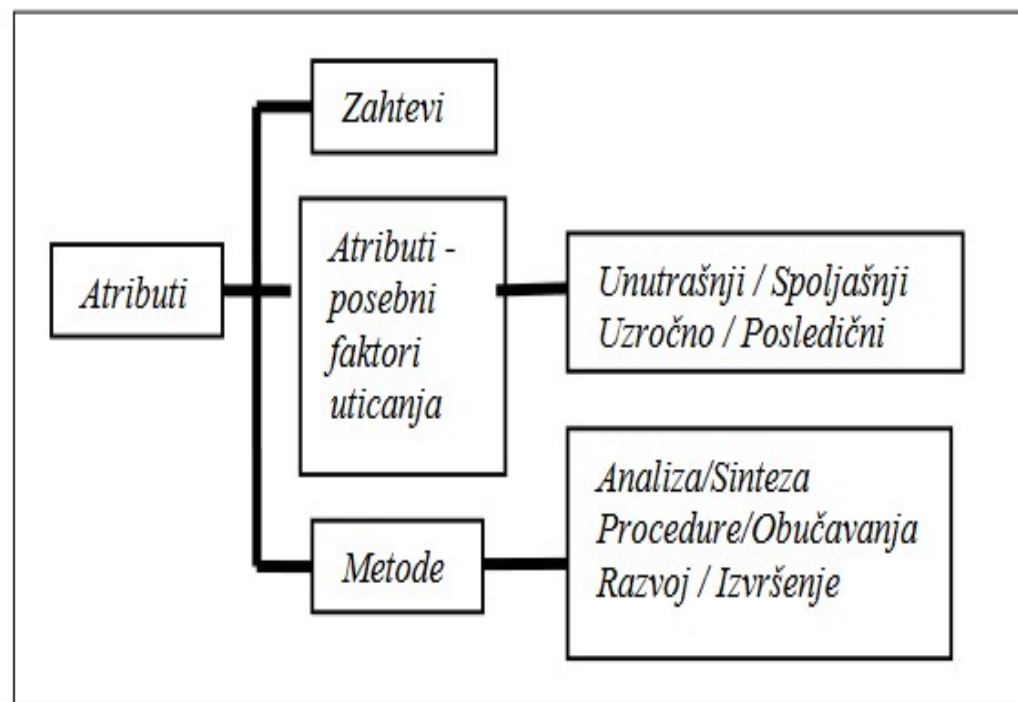 Zahtevi
Atributi
Atributi -
posebni
faktori
uticanja
Unutrašnji / Spoljašnji
Uzročno / Posledični
Metode
Analiza/Sinteza
Procedure/Obučavanja
Razvoj / Izvršenje